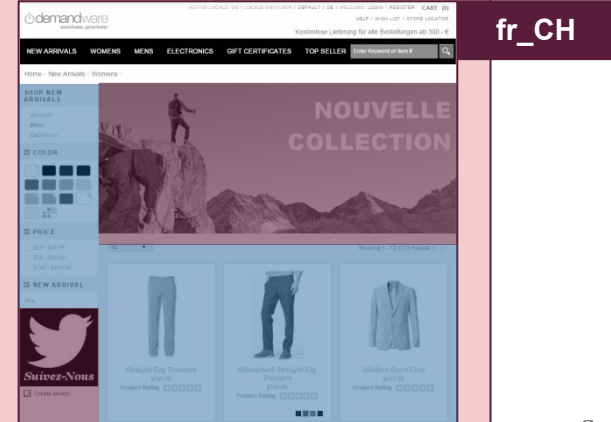 ACTIVE LOCALE: DE | LOCALE SWITCHER | DEFAULT | DE | WELCOME LOGIN | REGISTER CART (0)
fr_CH
demandware
HELP | WISH LIST | STORE LOCATOR
Kostenlose Lieferung für alle Bestellungen ab 300,- €
NEW ARRIVALS WOMENS MENS ELECTRONICS GIFT CERTIFICATES TOP SELLER Enter Keyword or Item #
Home New Arrivals Womens
SHOP NEW
ARRIVALS
Womens
Mens
Electronics
NOUVELLE
COLLECTION
COLOR
PRICE
12
Showing 1 - 12 of 21 Results
NEW ARRIVAL
Suivez-Nous
Create section
Straight Leg Trousers
Product Rating
Microcheck Straight Leg
Trousers
Product Rating
Modern Sport Coat
Product Rating